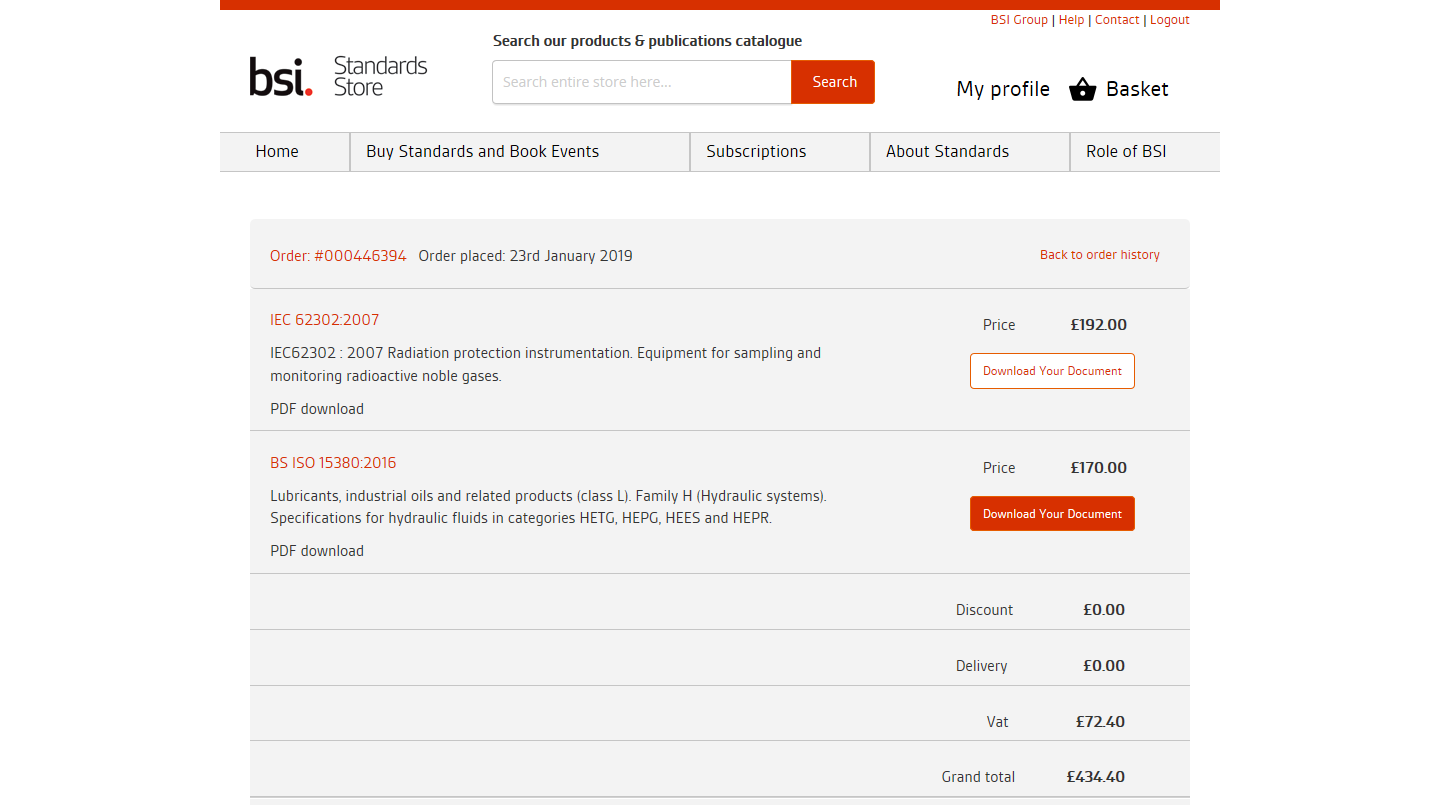 BSI Group | Help | Contact | Logout
Search our products & publications catalogue
bsi. Standards Store
Search entire store here...
Search
My profile
Basket
Home
Buy Standards and Book Events
Subscriptions
About Standards
Role of BSI
Order: #000446394 Order placed: 23rd January 2019
Back to order history
IEC 62302:2007
Price £192.00
IEC62302 : 2007 Radiation protection instrumentation. Equipment for sampling and
monitoring radioactive noble gases.
Download Your Document
PDF download
BS ISO 15380:2016
Price £170.00
Lubricants, industrial oils and related products (class L). Family H (Hydraulic systems).
Specifications for hydraulic fluids in categories HETG, HEPG, HEES and HEPR.
Download Your Document
PDF download
Discount £0.00
Delivery £0.00
Vat £72.40
Grand total £434.40